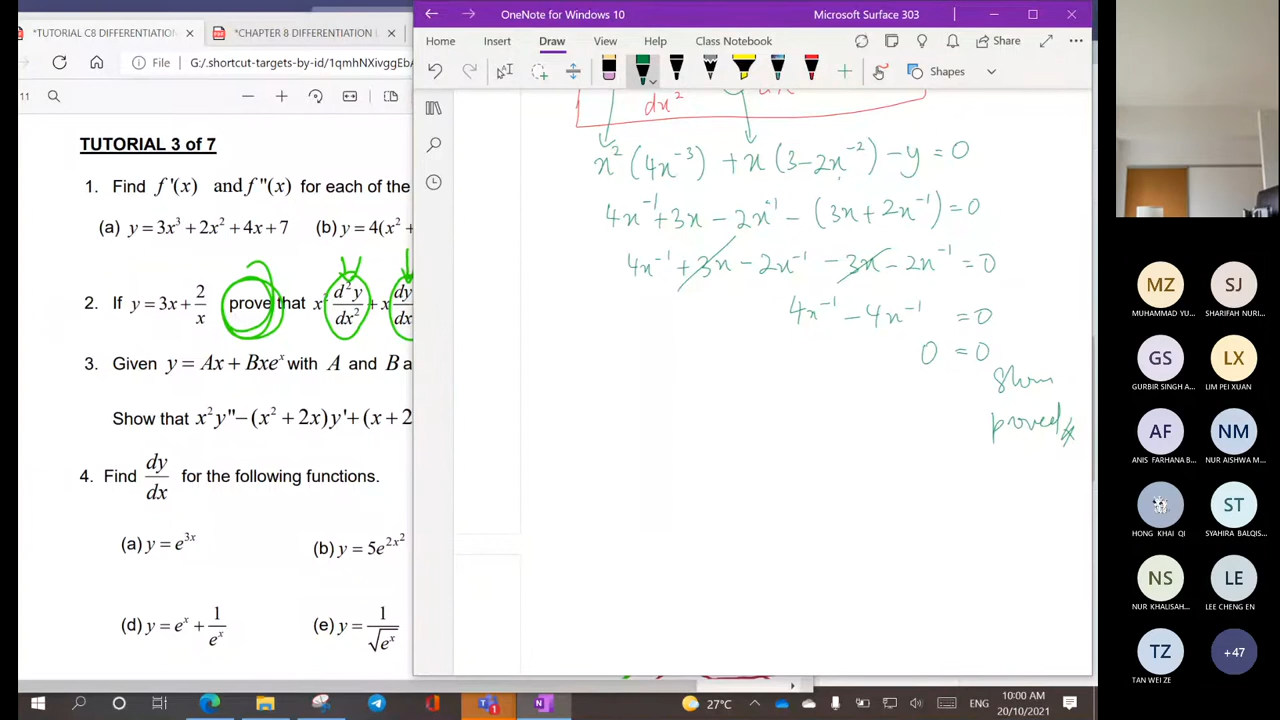 OneNote for Windows 10
Microsoft Surface 303
*TUTORIAL C8 DIFFERENTIATION
*CHAPTER 8 DIFFERENTIATION
File G:/.shortcut-targets-by-id/1qmhNXivggEbA
Home Insert Draw View Help Class Notebook Share
Shapes
11
TUTORIAL 3 of 7
1. Find f'(x) and f''(x) for each of the
(a) y = 3x³ + 2x² + 4x + 7 (b) y = 4(x² +
2. If y = 3x + 2/x prove that x² d²y/dx² + x dy/dx
3. Given y = Ax + Bxeˣ with A and B a
Show that x²y'' − (x² + 2x)y' + (x + 2
4. Find dy/dx for the following functions.
(a) y = e³ˣ
(b) y = 5e^{2x²}
(d) y = eˣ + 1/eˣ
(e) y = 1/√eˣ
dx² dx
x² (4x⁻³) + x (3 − 2x⁻²) − y = 0
4x⁻¹ + 3x − 2x⁻¹ − (3x + 2x⁻¹) = 0
4x⁻¹ + 3x − 2x⁻¹ − 3x − 2x⁻¹ = 0
4x⁻¹ − 4x⁻¹ = 0
0 = 0
proved
MZ
MUHAMMAD YU...
SJ
SHARIFAH NURI...
GS
GURBIR SINGH A...
LX
LIM PEI XUAN
AF
ANIS FARHANA B...
NM
NUR AISHWA M...
HONG KHAI QI
ST
SYAHIRA BALQIS...
NS
NUR KHALISAH...
LE
LEE CHENG EN
TZ
TAN WEI ZE
+47
27°C
10:00 AM
20/10/2021